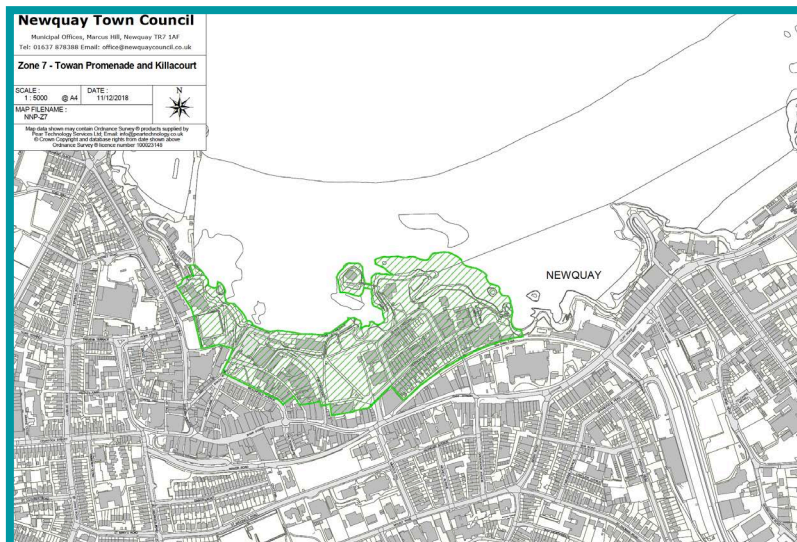 Newquay Town Council
Municipal Offices, Marcus Hill, Newquay TR7 1AF
Tel: 01637 878388 Email: office@newquaycouncil.co.uk
Zone 7 - Towan Promenade and Killacourt
SCALE :
1 : 5000 @ A4
DATE :
11/12/2018
N
MAP FILENAME :
NNP-Z7
Map data shown may contain Ordnance Survey ® products supplied by
Pear Technology Services Ltd; Email: info@peartechnology.co.uk
© Crown Copyright and database rights from date shown above
Ordnance Survey ® licence number 100023148
NEWQUAY